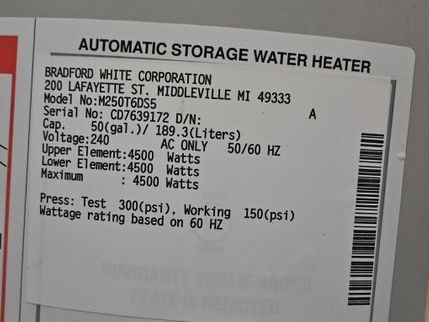 AUTOMATIC STORAGE WATER HEATER
BRADFORD WHITE CORPORATION
200 LAFAYETTE ST. MIDDLEVILLE MI 49333
Model No:M250T6DS5 A
Serial No: CD7639172 D/N:
Cap. 50(gal.)/ 189.3(Liters)
Voltage:240 AC ONLY 50/60 HZ
Upper Element:4500 Watts
Lower Element:4500 Watts
Maximum : 4500 Watts
Press: Test 300(psi), Working 150(psi)
Wattage rating based on 60 HZ
WARRANTY VOID IF RATING
PLATE IS REMOVED